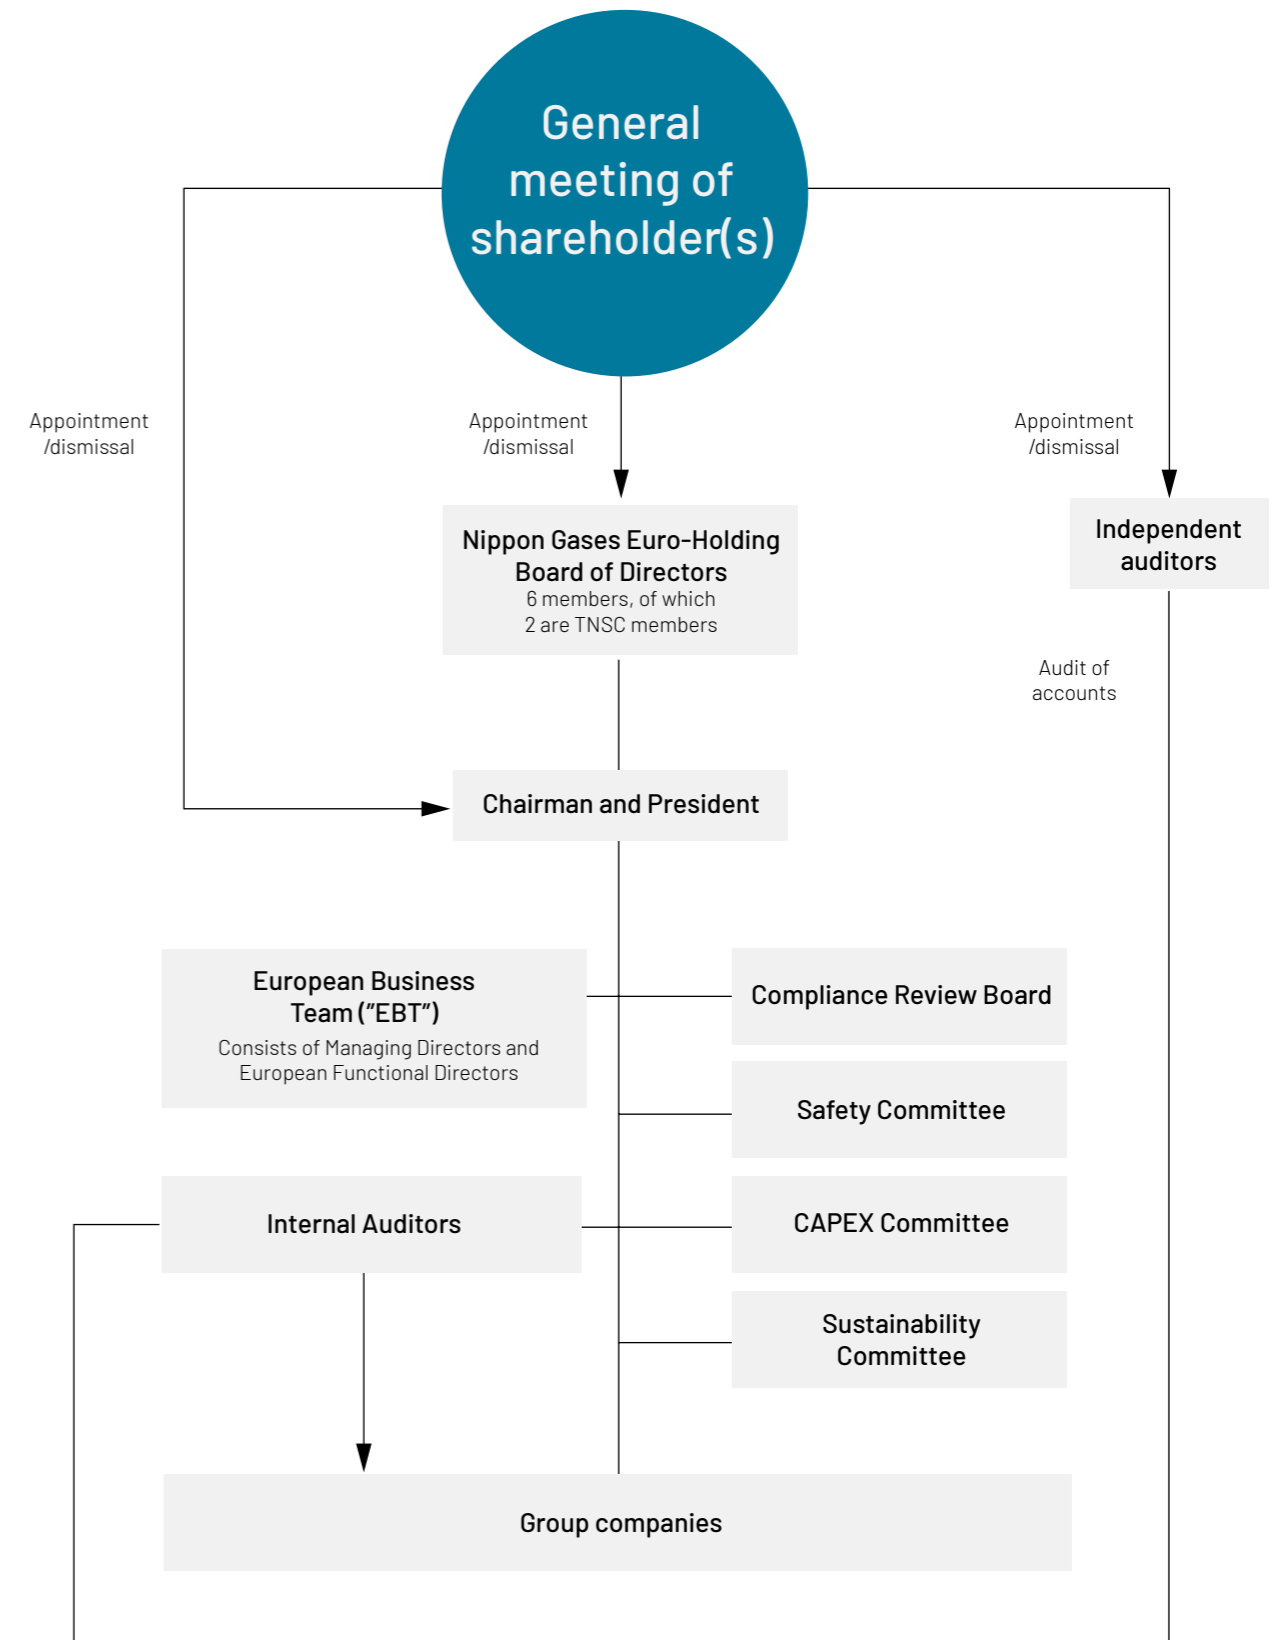 General
meeting of
shareholder(s)
Appointment
/dismissal
Appointment
/dismissal
Appointment
/dismissal
Nippon Gases Euro-Holding
Board of Directors
6 members, of which
2 are TNSC members
Independent
auditors
Audit of
accounts
Chairman and President
European Business
Team ("EBT")
Consists of Managing Directors and
European Functional Directors
Compliance Review Board
Safety Committee
Internal Auditors
CAPEX Committee
Sustainability
Committee
Group companies